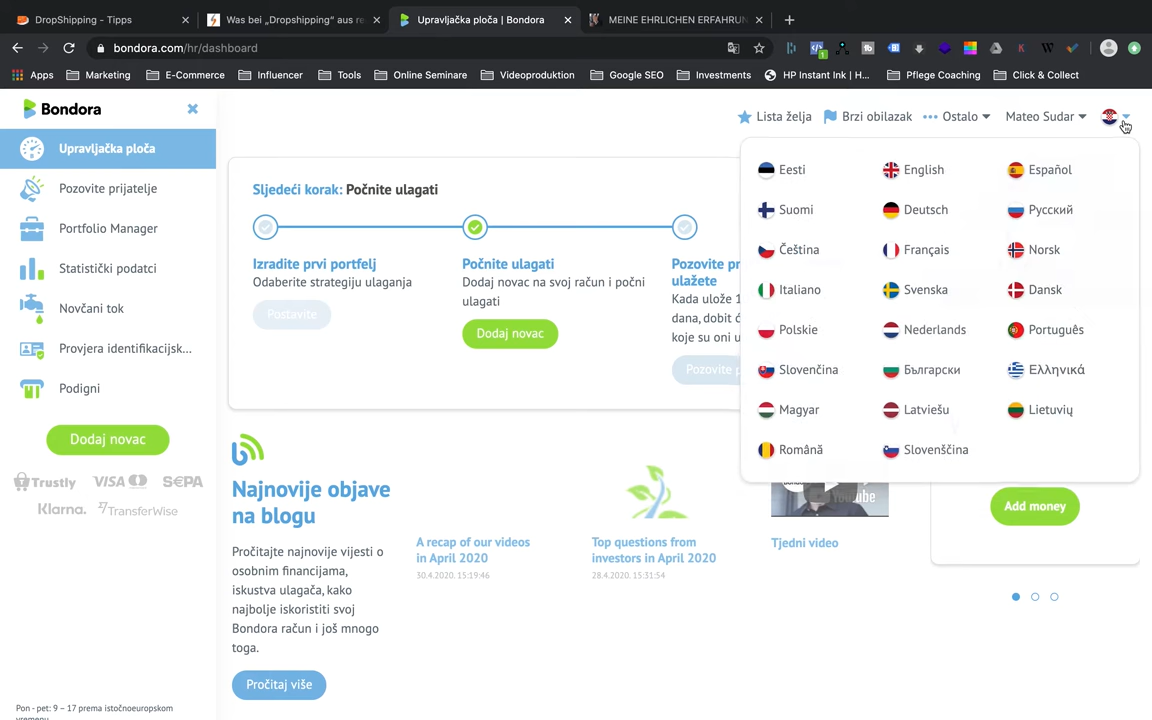 DropShipping - Tipps
Was bei „Dropshipping" aus re
Upravljačka ploča | Bondora
MEINE EHRLICHEN ERFAHRUN
bondora.com/hr/dashboard
Apps
Marketing
E-Commerce
Influencer
Tools
Online Seminare
Videoproduktion
Google SEO
Investments
HP Instant Ink | H...
Pflege Coaching
Click & Collect
Bondora
Upravljačka ploča
Pozovite prijatelje
Portfolio Manager
Statistički podatci
Novčani tok
Provjera identifikacijsk...
Podigni
Dodaj novac
Trustly
VISA
SEPA
Klarna.
TransferWise
Pon - pet: 9 – 17 prema istočnoeuropskom
vremenu
Lista želja
Brzi obilazak
Ostalo
Mateo Sudar
Sljedeći korak: Počnite ulagati
Izradite prvi portfelj
Odaberite strategiju ulaganja
Postavite
Počnite ulagati
Dodaj novac na svoj račun i počni
ulagati
Dodaj novac
Pozovite pr
ulažete
Kada ulože 1
dana, dobit ć
koje su oni u
Pozovite p
Eesti
English
Español
Suomi
Deutsch
Русский
Čeština
Français
Norsk
Italiano
Svenska
Dansk
Polskie
Nederlands
Português
Slovenčina
Български
Ελληνικά
Magyar
Latviešu
Lietuvių
Română
Slovenščina
Najnovije objave
na blogu
Pročitajte najnovije vijesti o
osobnim financijama,
iskustva ulagača, kako
najbolje iskoristiti svoj
Bondora račun i još mnogo
toga.
Pročitaj više
A recap of our videos
in April 2020
30.4.2020. 15:19:46
Top questions from
investors in April 2020
28.4.2020. 15:31:54
Tjedni video
Add money